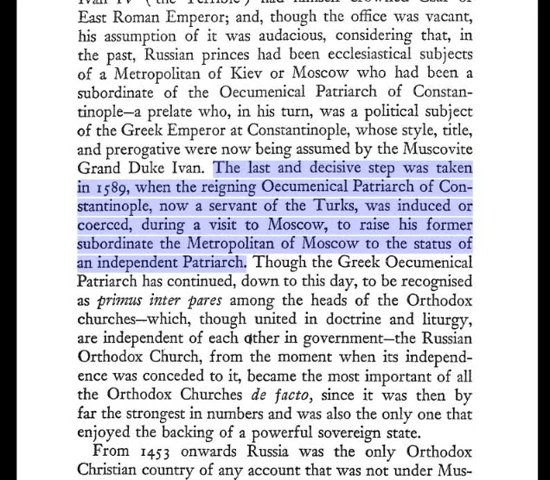 Ivan IV ('the Terrible') had himself crowned Czar or
East Roman Emperor; and, though the office was vacant,
his assumption of it was audacious, considering that, in
the past, Russian princes had been ecclesiastical subjects
of a Metropolitan of Kiev or Moscow who had been a
subordinate of the Oecumenical Patriarch of Constan-
tinople—a prelate who, in his turn, was a political subject
of the Greek Emperor at Constantinople, whose style, title,
and prerogative were now being assumed by the Muscovite
Grand Duke Ivan. The last and decisive step was taken
in 1589, when the reigning Oecumenical Patriarch of Con-
stantinople, now a servant of the Turks, was induced or
coerced, during a visit to Moscow, to raise his former
subordinate the Metropolitan of Moscow to the status of
an independent Patriarch. Though the Greek Oecumenical
Patriarch has continued, down to this day, to be recognised
as primus inter pares among the heads of the Orthodox
churches—which, though united in doctrine and liturgy,
are independent of each other in government—the Russian
Orthodox Church, from the moment when its independ-
ence was conceded to it, became the most important of all
the Orthodox Churches de facto, since it was then by
far the strongest in numbers and was also the only one that
enjoyed the backing of a powerful sovereign state.
From 1453 onwards Russia was the only Orthodox
Christian country of any account that was not under Mus-